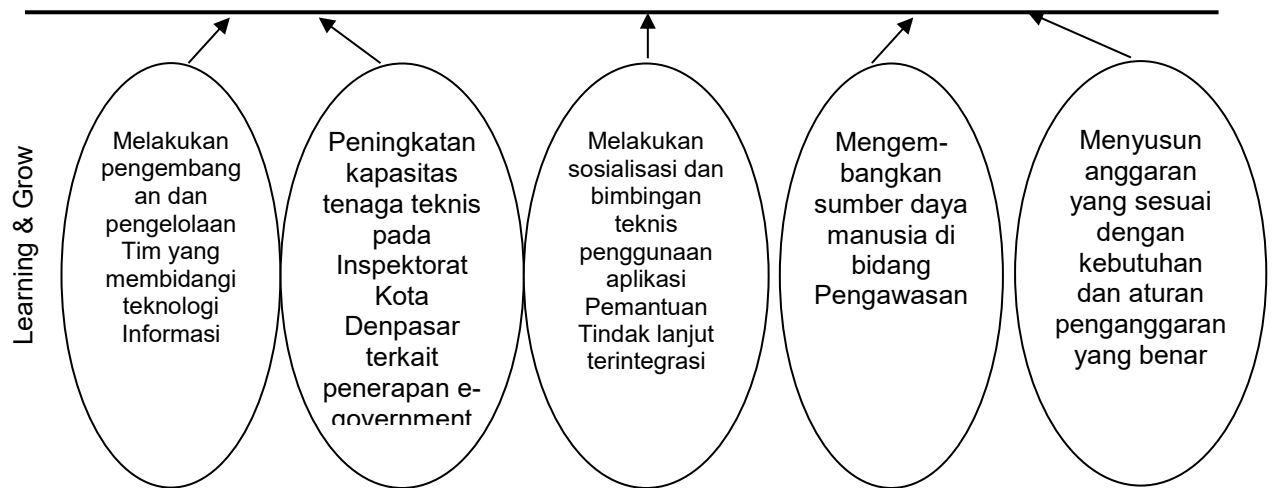 Learning & Grow
Melakukan
pengembang
an dan
pengelolaan
Tim yang
membidangi
teknologi
Informasi
Peningkatan
kapasitas
tenaga teknis
pada
Inspektorat
Kota
Denpasar
terkait
penerapan e-
government
Melakukan
sosialisasi dan
bimbingan
teknis
penggunaan
aplikasi
Pemantuan
Tindak lanjut
terintegrasi
Mengem-
bangkan
sumber daya
manusia di
bidang
Pengawasan
Menyusun
anggaran
yang sesuai
dengan
kebutuhan
dan aturan
penganggaran
yang benar